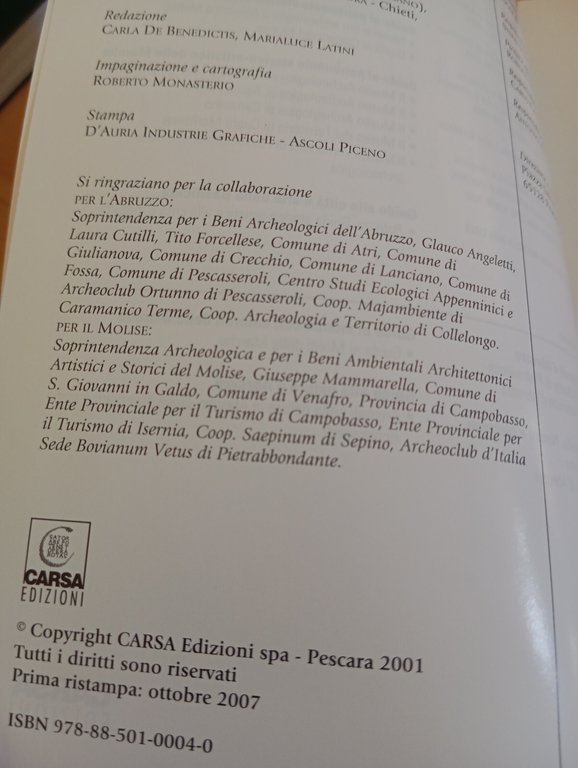 - Chieti,
Redazione
Carla De Benedictis, Marialuce Latini
Impaginazione e cartografia
Roberto Monasterio
Stampa
D'Auria Industrie Grafiche - Ascoli Piceno
Si ringraziano per la collaborazione
per l'Abruzzo:
Soprintendenza per i Beni Archeologici dell'Abruzzo, Glauco Angeletti,
Laura Cutilli, Tito Forcellese, Comune di Atri, Comune di
Giulianova, Comune di Crecchio, Comune di Lanciano, Comune di
Fossa, Comune di Pescasseroli, Centro Studi Ecologici Appenninici e
Archeoclub Ortunno di Pescasseroli, Coop. Majambiente di
Caramanico Terme, Coop. Archeologia e Territorio di Collelongo.
per il Molise:
Soprintendenza Archeologica e per i Beni Ambientali Architettonici
Artistici e Storici del Molise, Giuseppe Mammarella, Comune di
S. Giovanni in Galdo, Comune di Venafro, Provincia di Campobasso,
Ente Provinciale per il Turismo di Campobasso, Ente Provinciale per
il Turismo di Isernia, Coop. Saepinum di Sepino, Archeoclub d'Italia
Sede Bovianum Vetus di Pietrabbondante.
CARSA
EDIZIONI
© Copyright CARSA Edizioni spa - Pescara 2001
Tutti i diritti sono riservati
Prima ristampa: ottobre 2007
ISBN 978-88-501-0004-0